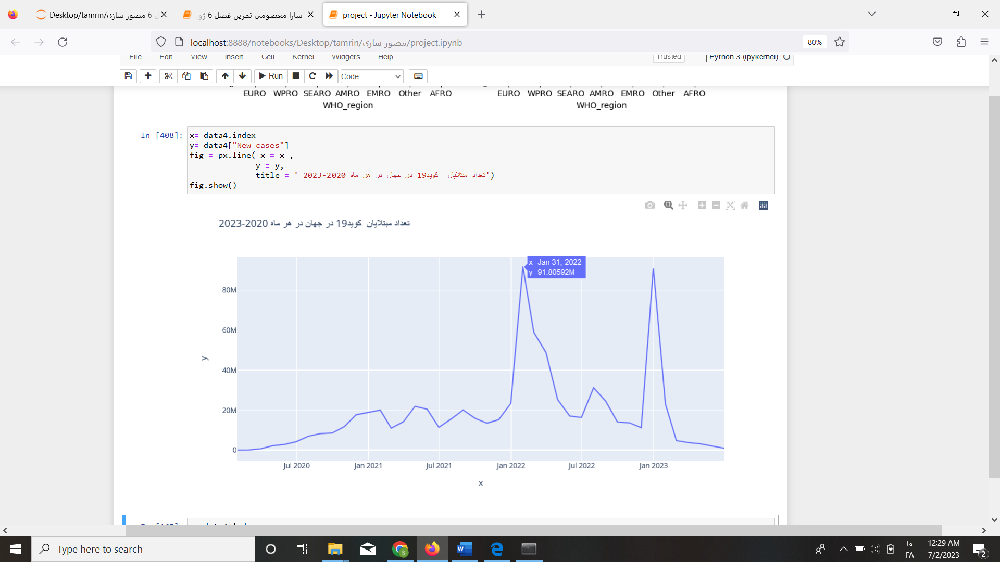 Desktop/tamrin/مصور سازی 6 ل
سارا معصومی تمرین فصل 6 ژو
project - Jupyter Notebook
localhost:8888/notebooks/Desktop/tamrin/مصور سازی/project.ipynb
80%
File Edit View Insert Cell Kernel Widgets Help
Trusted
Python 3 (ipykernel)
Run
Code
EURO WPRO SEARO AMRO EMRO Other AFRO
WHO_region
EURO WPRO SEARO AMRO EMRO Other AFRO
WHO_region
In [408]:
x= data4.index
y= data4["New_cases"]
fig = px.line( x = x ,
y = y,
title = ' تعداد مبتلایان  کوید19 در جهان در هر ماه 2020-2023')
fig.show()
تعداد مبتلایان  کوید19 در جهان در هر ماه 2020-2023
x=Jan 31, 2022
y=91.80592M
80M
60M
40M
20M
0
y
Jul 2020 Jan 2021 Jul 2021 Jan 2022 Jul 2022 Jan 2023
x
Type here to search
فا
FA
12:29 AM
7/2/2023
2